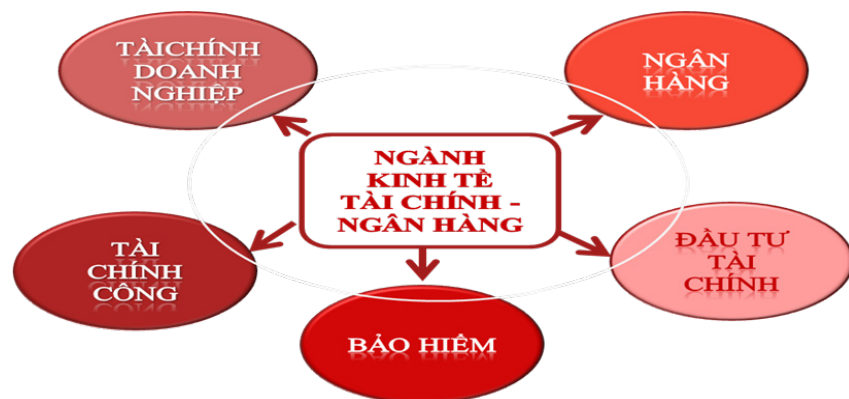 TÀICHÍNH
DOANH
NGHIỆP
NGÂN
HÀNG
NGÀNH
KINH TẾ
TÀI CHÍNH -
NGÂN HÀNG
TÀI
CHÍNH
CÔNG
ĐẦU TƯ
TÀI
CHÍNH
BẢO HIỂM